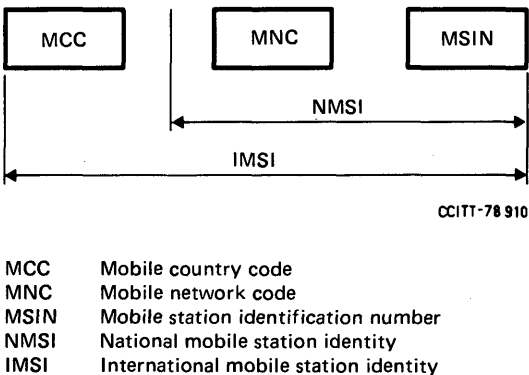 MCC MNC MSIN
NMSI
IMSI
CCITT-78 910
MCC Mobile country code
MNC Mobile network code
MSIN Mobile station identification number
NMSI National mobile station identity
IMSI International mobile station identity